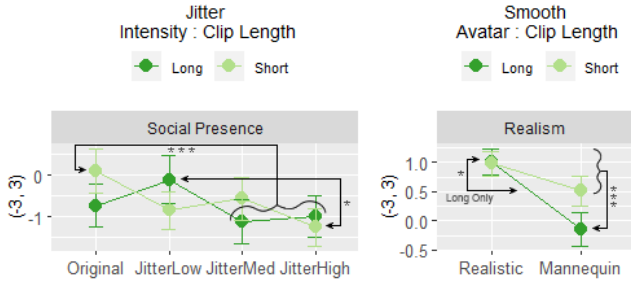 Jitter
Intensity : Clip Length
Long
Short
Social Presence
(-3, 3)
0
-1
***
*
Original
JitterLow
JitterMed
JitterHigh
Smooth
Avatar : Clip Length
Long
Short
Realism
(-3, 3)
1.0
0.5
0.0
-0.5
*
Long Only
***
Realistic
Mannequin